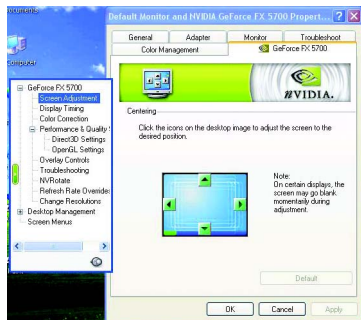 Documents
Computer
Default Monitor and NVIDIA GeForce FX 5700 Propert...
General
Adapter
Monitor
Troubleshoot
Color Management
GeForce FX 5700
NVIDIA.
GeForce FX 5700
Screen Adjustment
Display Timing
Color Correction
Performance & Quality S
Direct3D Settings
OpenGL Settings
Overlay Controls
Troubleshooting
NVRotate
Refresh Rate Overrides
Change Resolutions
Desktop Management
Screen Menus
Centering
Click the icons on the desktop image to adjust the screen to the
desired position.
Note:
On certain displays, the
screen may go blank
momentarily during
adjustment.
Default
OK
Cancel
Apply